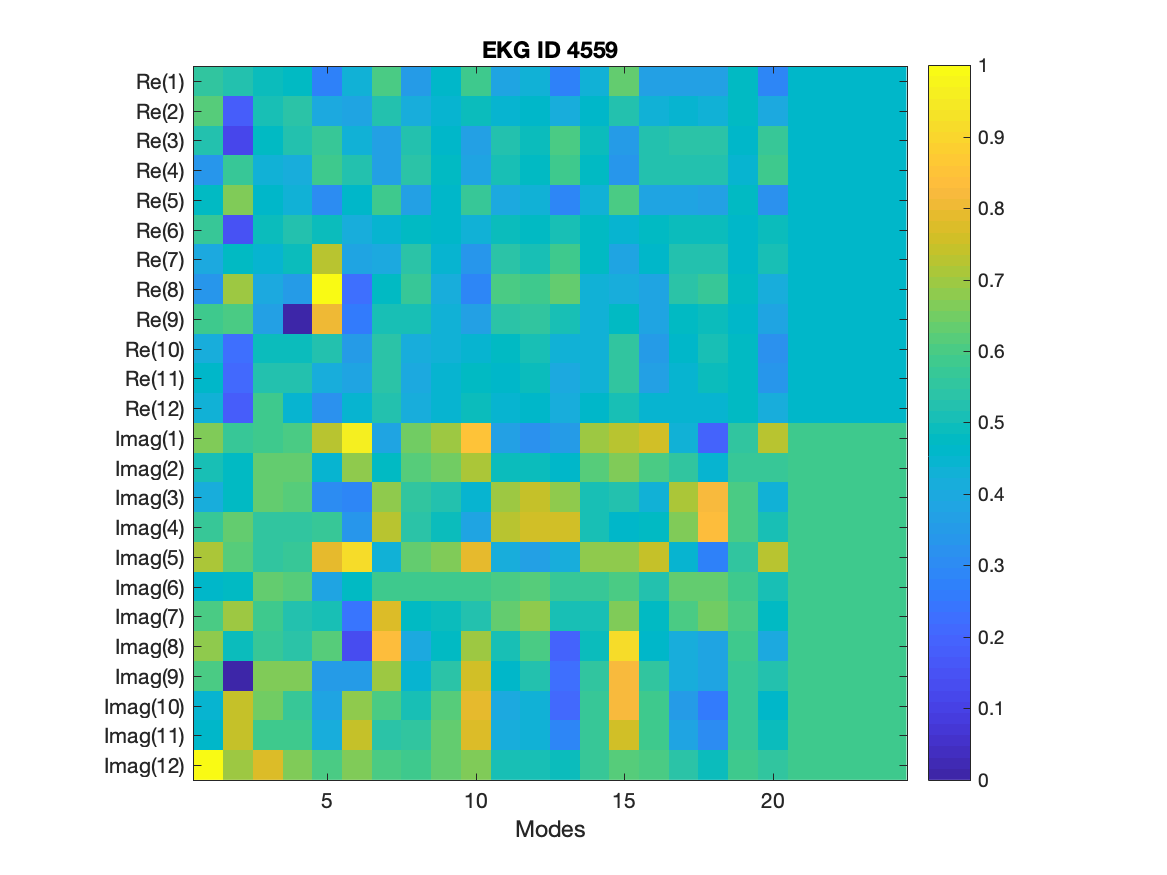 EKG ID 4559
Re(1)
Re(2)
Re(3)
Re(4)
Re(5)
Re(6)
Re(7)
Re(8)
Re(9)
Re(10)
Re(11)
Re(12)
Imag(1)
Imag(2)
Imag(3)
Imag(4)
Imag(5)
Imag(6)
Imag(7)
Imag(8)
Imag(9)
Imag(10)
Imag(11)
Imag(12)
5 10 15 20
Modes
1
0.9
0.8
0.7
0.6
0.5
0.4
0.3
0.2
0.1
0